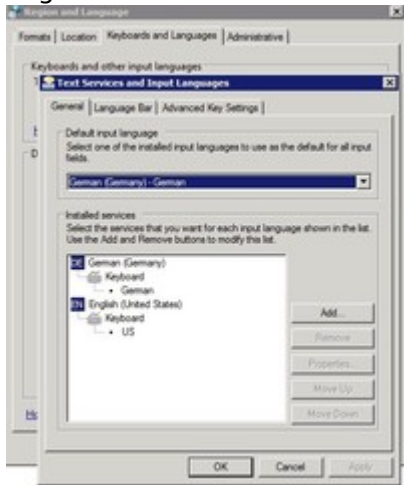 Region and Language
Formats Location Keyboards and Languages Administrative
Keyboards and other input languages
Text Services and Input Languages
General Language Bar Advanced Key Settings
Default input language
Select one of the installed input languages to use as the default for all input
fields.
German (Germany) - German
Installed services
Select the services that you want for each input language shown in the list.
Use the Add and Remove buttons to modify this list.
DE German (Germany)
Keyboard
German
EN English (United States)
Keyboard
US
Add...
Remove
Properties...
Move Up
Move Down
OK Cancel Apply